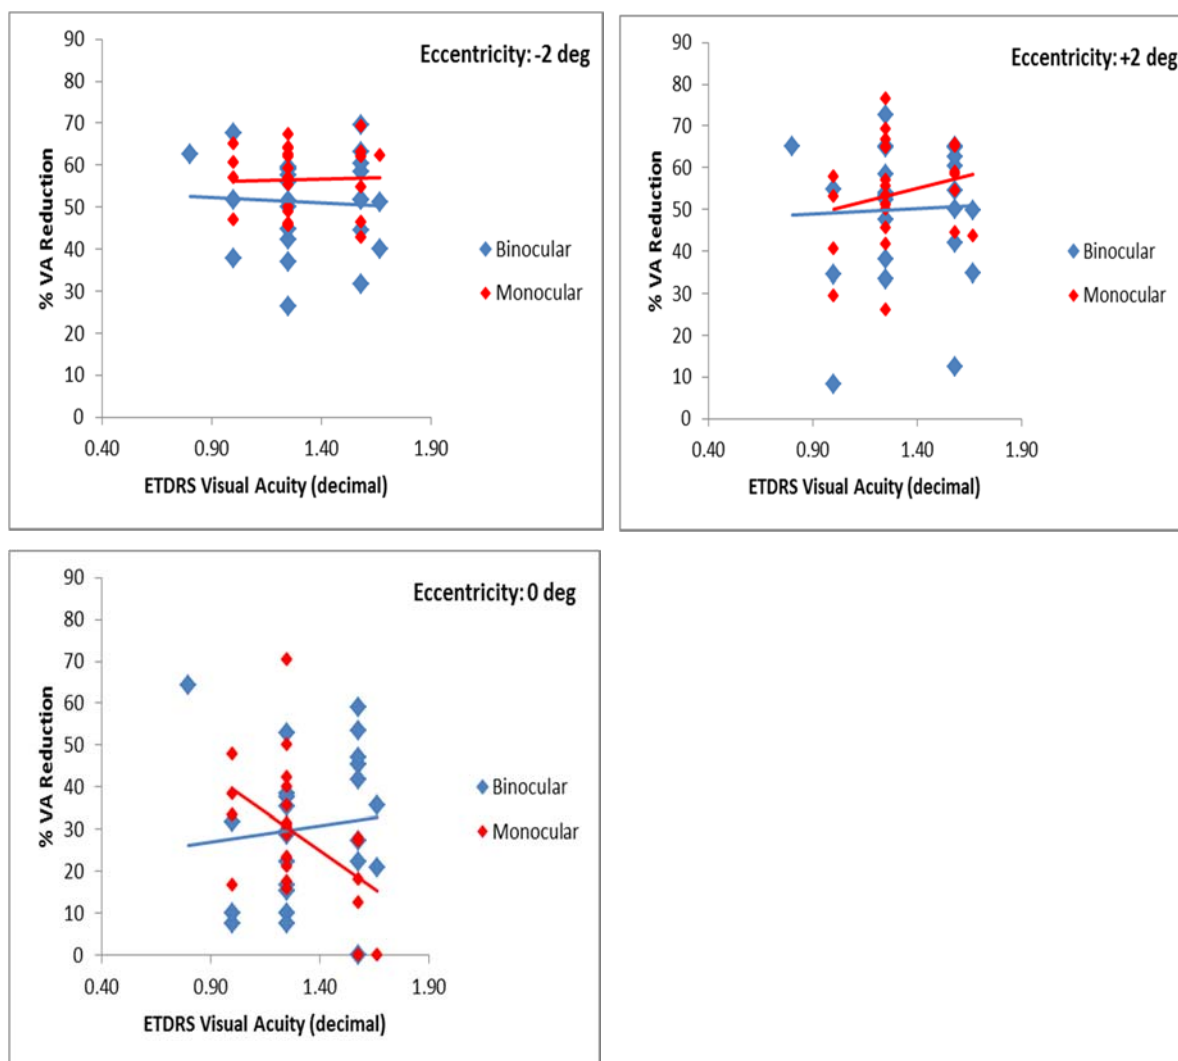 Eccentricity: -2 deg
% VA Reduction
90
80
70
60
50
40
30
20
10
0
0.40 0.90 1.40 1.90
ETDRS Visual Acuity (decimal)
Binocular
Monocular
Eccentricity: +2 deg
% VA Reduction
90
80
70
60
50
40
30
20
10
0
0.40 0.90 1.40 1.90
ETDRS Visual Acuity (decimal)
Binocular
Monocular
Eccentricity: 0 deg
% VA Reduction
90
80
70
60
50
40
30
20
10
0
0.40 0.90 1.40 1.90
ETDRS Visual Acuity (decimal)
Binocular
Monocular